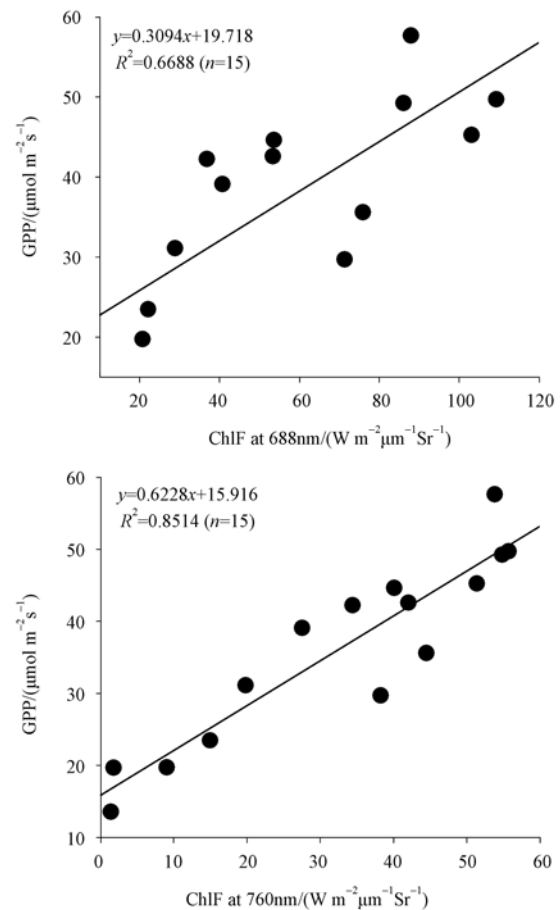 y=0.3094x+19.718
R²=0.6688 (n=15)
60
50
40
30
20
GPP/(μmol m⁻²s⁻¹)
20 40 60 80 100 120
ChlF at 688nm/(W m⁻²μm⁻¹Sr⁻¹)
y=0.6228x+15.916
R²=0.8514 (n=15)
60
50
40
30
20
10
GPP/(μmol m⁻²s⁻¹)
0 10 20 30 40 50 60
ChlF at 760nm/(W m⁻²μm⁻¹Sr⁻¹)